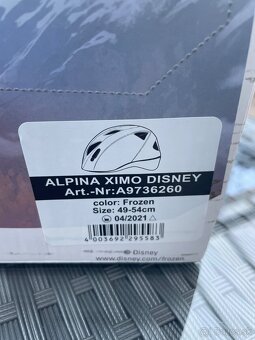 ALPINA XIMO DISNEY
Art.-Nr:A9736260
color: Frozen
Size: 49-54cm
04/2021
4 003692 295583
©Disney
www.disney.com/frozen